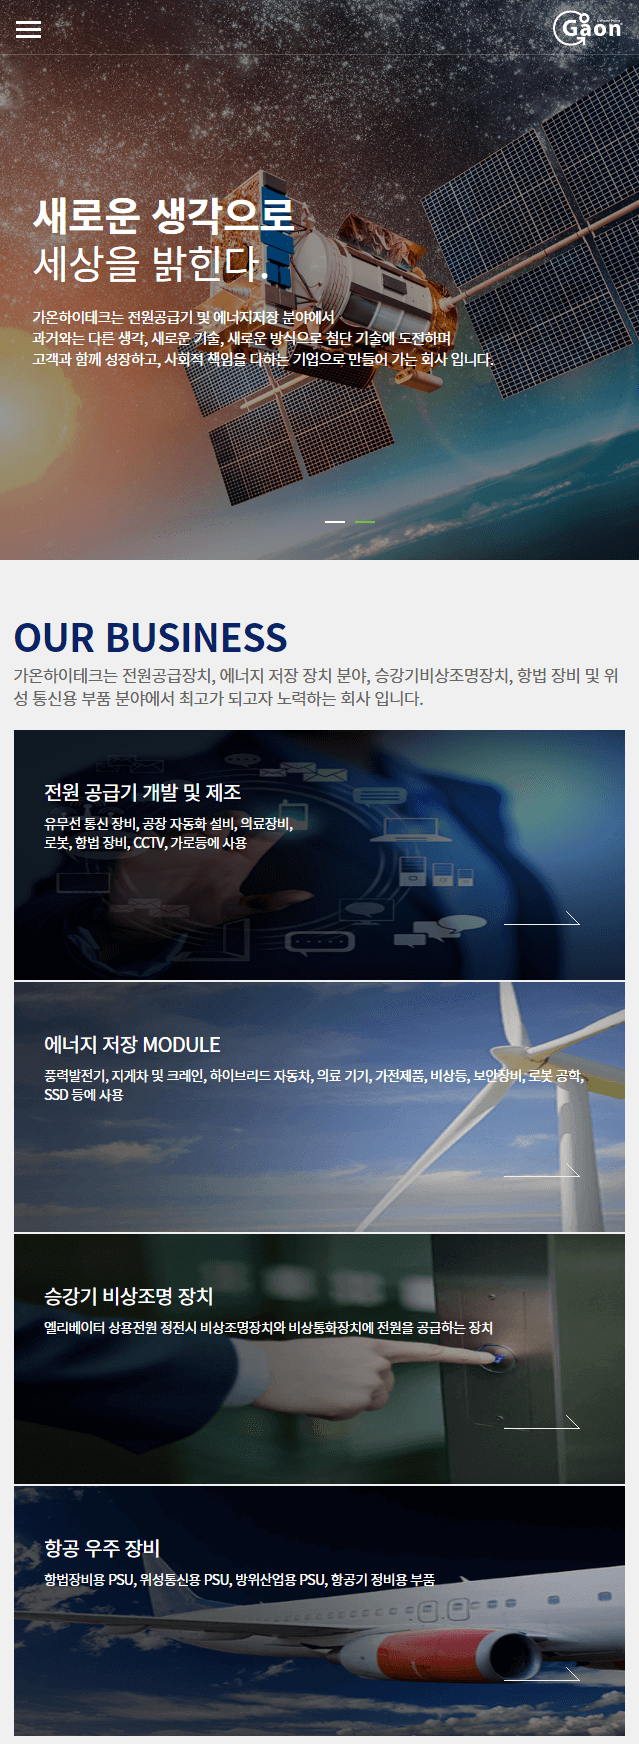 Gaon
새로운 생각으로
세상을 밝힌다.
가온하이테크는 전원공급기 및 에너지저장 분야에서
과거와는 다른 생각, 새로운 기술, 새로운 방식으로 첨단 기술에 도전하며
고객과 함께 성장하고, 사회적 책임을 다하는 기업으로 만들어 가는 회사 입니다.
OUR BUSINESS
가온하이테크는 전원공급장치, 에너지 저장 장치 분야, 승강기비상조명장치, 항법 장비 및 위
성 통신용 부품 분야에서 최고가 되고자 노력하는 회사 입니다.
전원 공급기 개발 및 제조
유무선 통신 장비, 공장 자동화 설비, 의료장비,
로봇, 항법 장비, CCTV, 가로등에 사용
에너지 저장 MODULE
풍력발전기, 지게차 및 크레인, 하이브리드 자동차, 의료 기기, 가전제품, 비상등, 보안장비, 로봇 공학,
SSD 등에 사용
승강기 비상조명 장치
엘리베이터 상용전원 정전시 비상조명장치와 비상통화장치에 전원을 공급하는 장치
항공 우주 장비
항법장비용 PSU, 위성통신용 PSU, 방위산업용 PSU, 항공기 정비용 부품